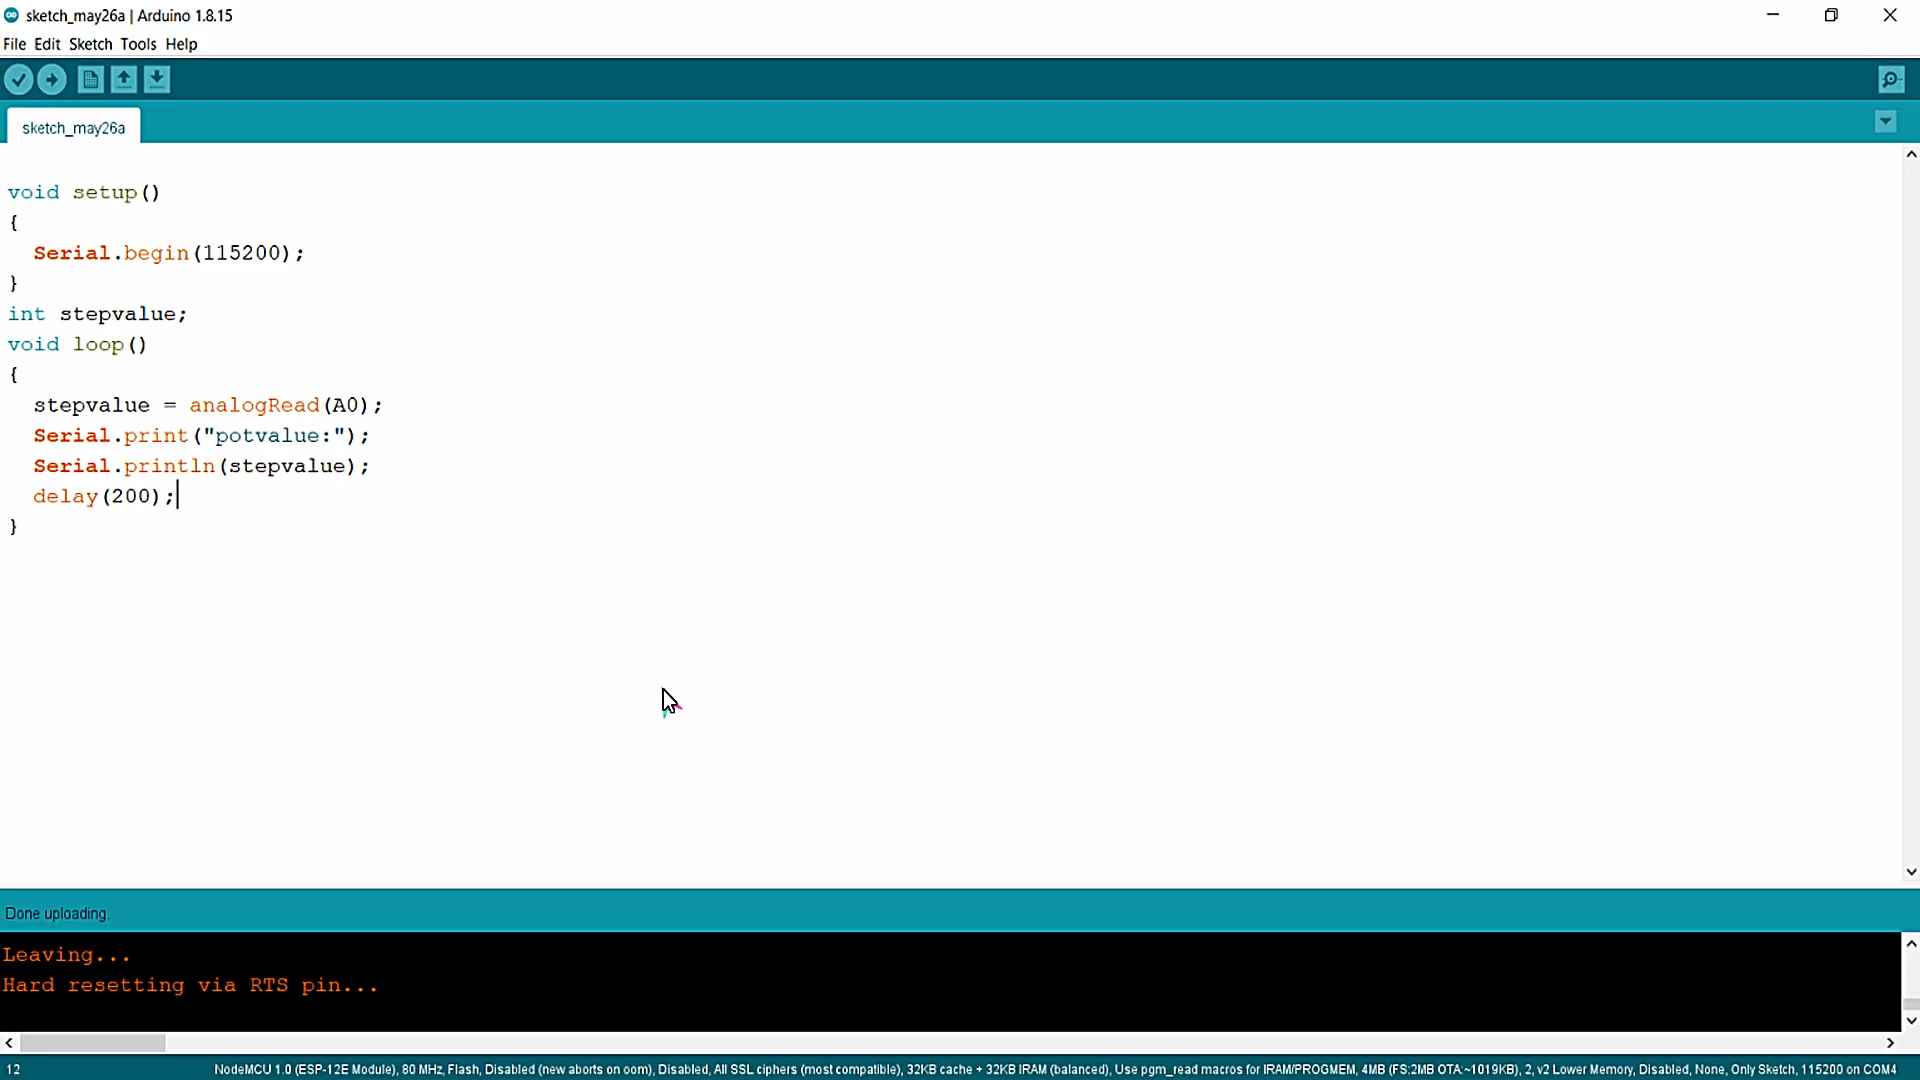 sketch_may26a | Arduino 1.8.15
File Edit Sketch Tools Help
sketch_may26a
void setup()
{
  Serial.begin(115200);
}
int stepvalue;
void loop()
{
  stepvalue = analogRead(A0);
  Serial.print("potvalue:");
  Serial.println(stepvalue);
  delay(200);
}
Done uploading.
Leaving...
Hard resetting via RTS pin...
12 NodeMCU 1.0 (ESP-12E Module), 80 MHz, Flash, Disabled (new aborts on oom), Disabled, All SSL ciphers (most compatible), 32KB cache + 32KB IRAM (balanced), Use pgm_read macros for IRAM/PROGMEM, 4MB (FS:2MB OTA:~1019KB), 2, v2 Lower Memory, Disabled, None, Only Sketch, 115200 on COM4